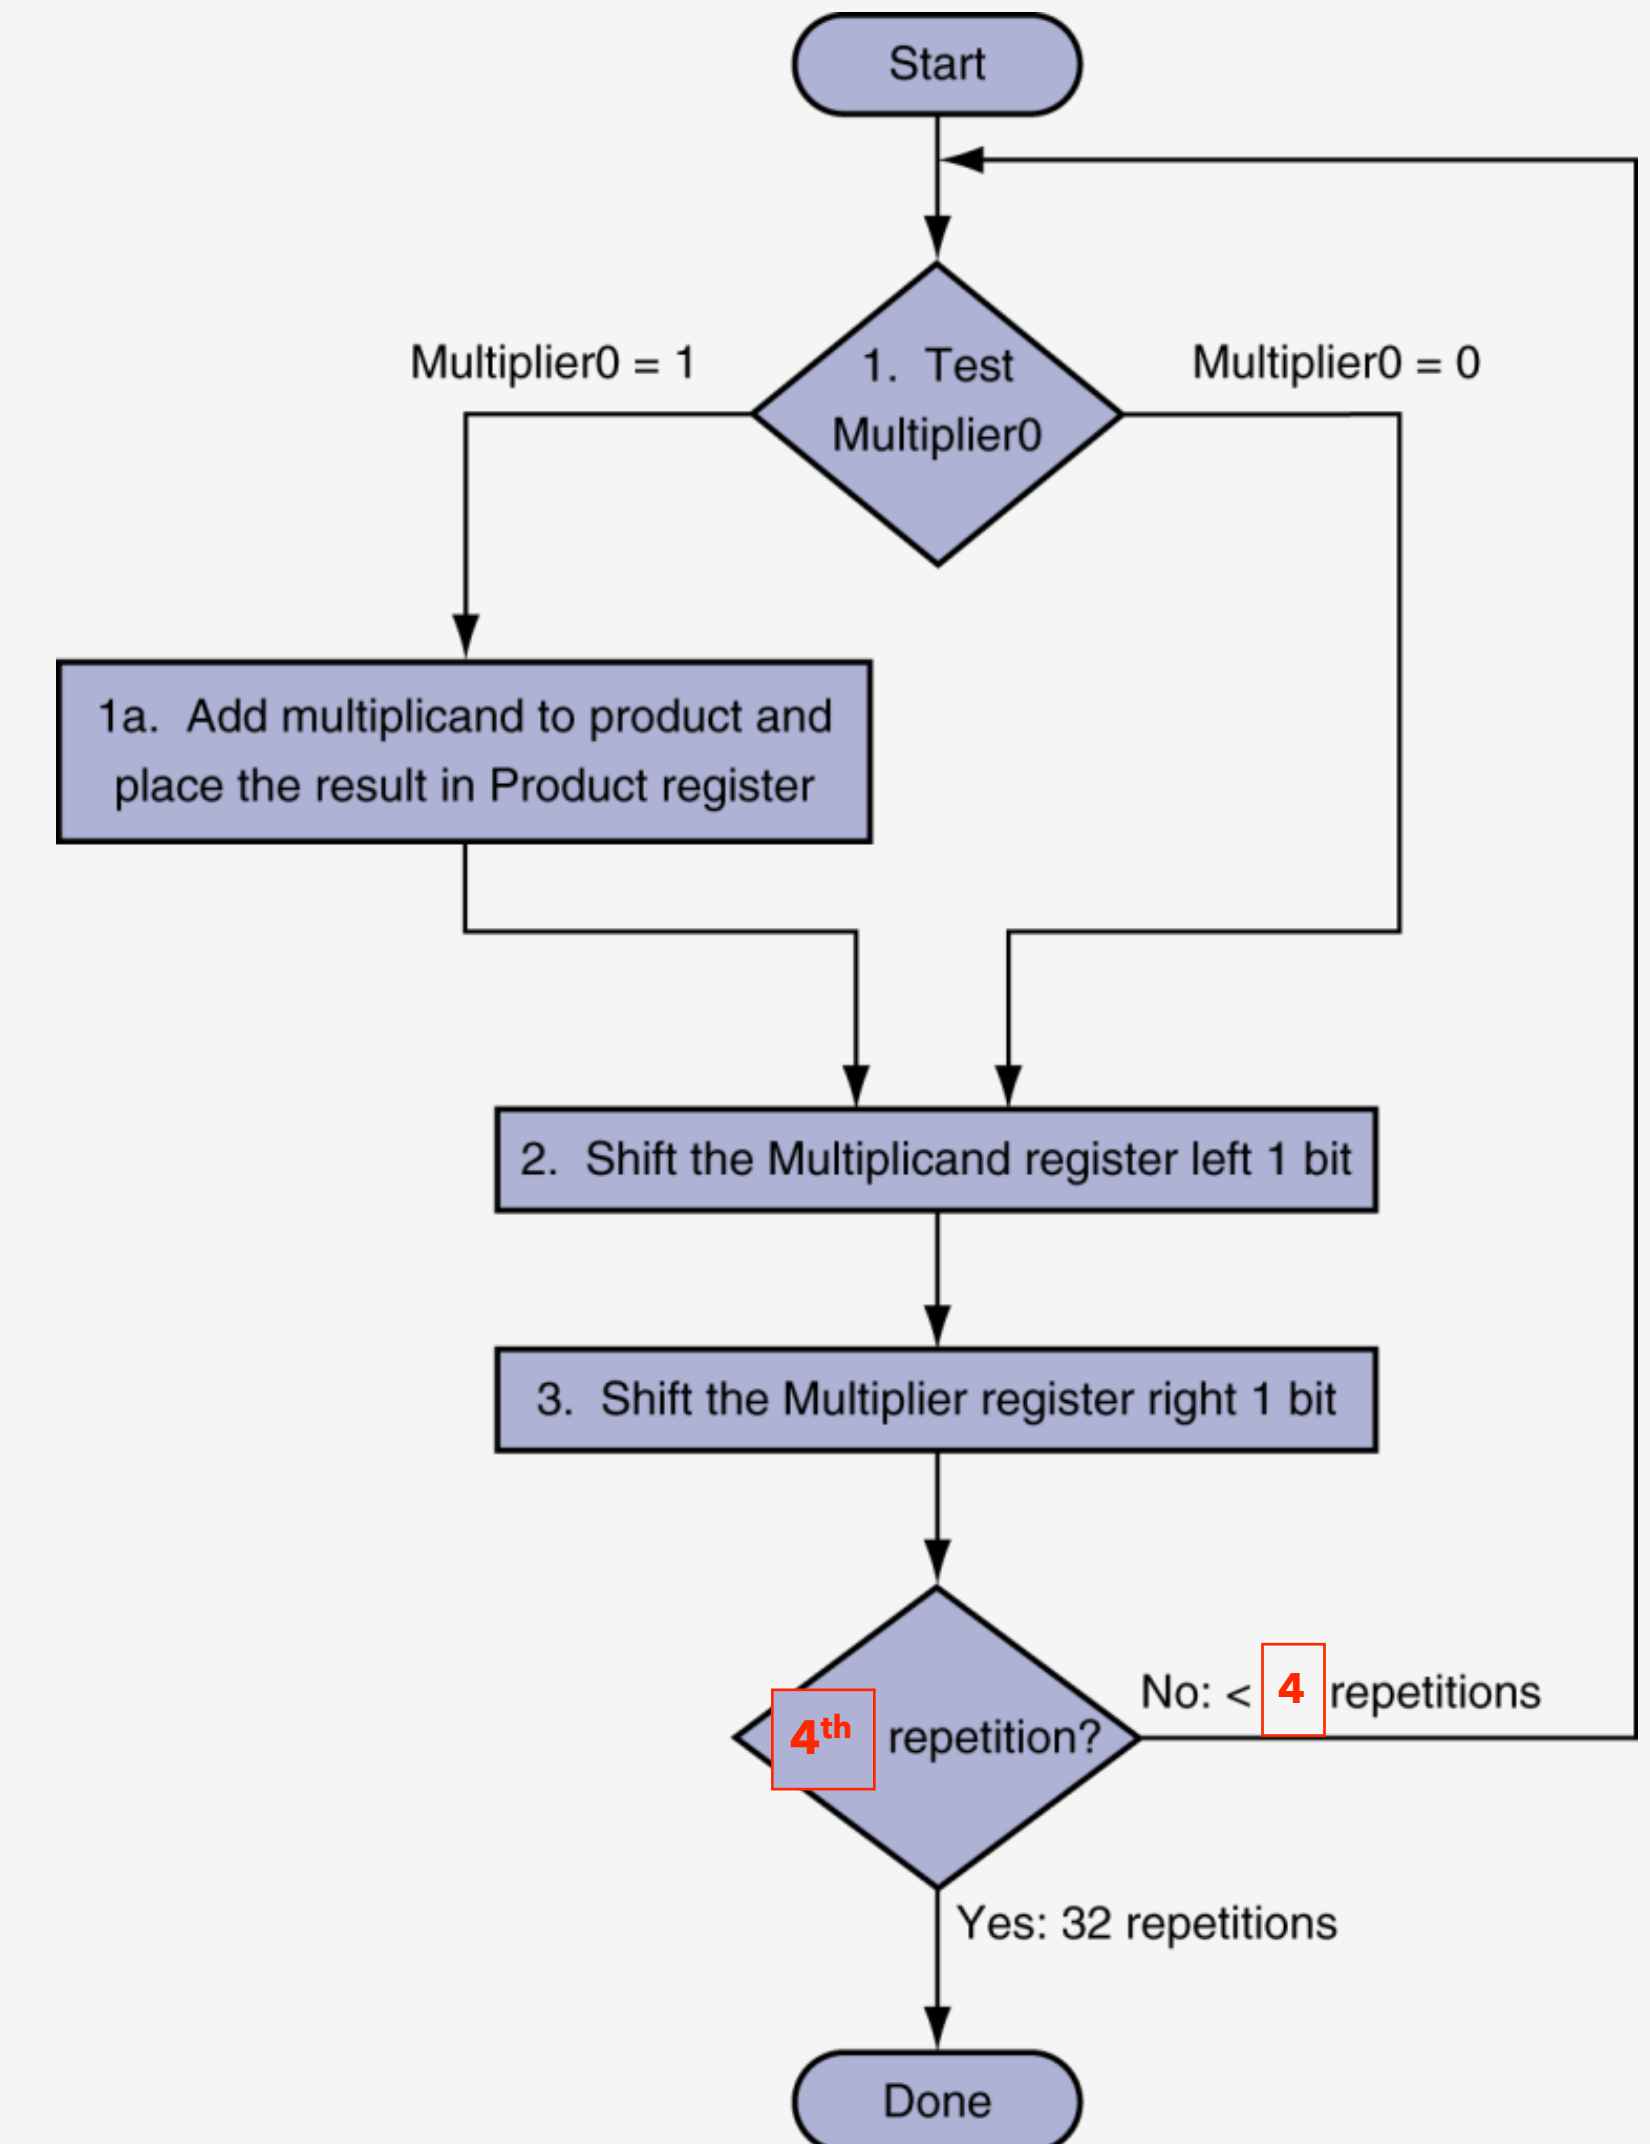 Start
Multiplier0 = 1
1. Test
Multiplier0
Multiplier0 = 0
1a. Add multiplicand to product and
place the result in Product register
2. Shift the Multiplicand register left 1 bit
3. Shift the Multiplier register right 1 bit
4th repetition?
No: < 4 repetitions
Yes: 32 repetitions
Done